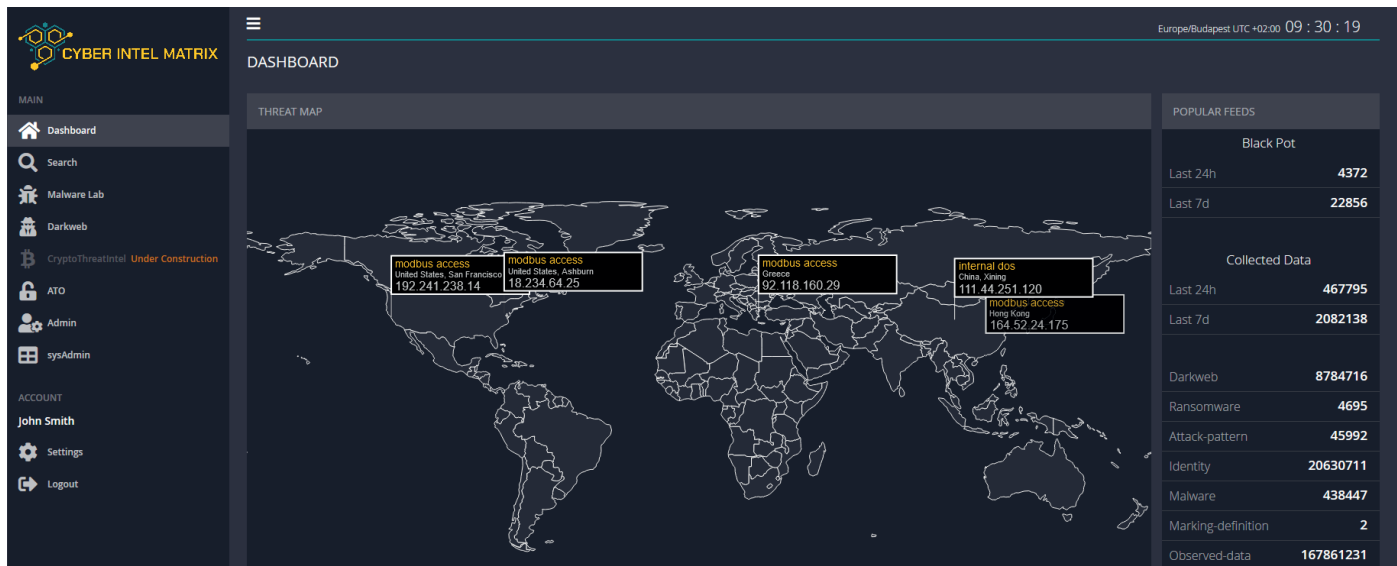 CYBER INTEL MATRIX
Europe/Budapest UTC +02:00 09 : 30 : 19
DASHBOARD
MAIN
Dashboard
Search
Malware Lab
Darkweb
CryptoThreatIntel Under Construction
ATO
Admin
sysAdmin
ACCOUNT
John Smith
Settings
Logout
THREAT MAP
modbus access
United States, San Francisco
192.241.238.14
modbus access
United States, Ashburn
18.234.64.25
modbus access
Greece
92.118.160.29
internal dos
China, Xining
111.44.251.120
modbus access
Hong Kong
164.52.24.175
POPULAR FEEDS
Black Pot
Last 24h 4372
Last 7d 22856
Collected Data
Last 24h 467795
Last 7d 2082138
Darkweb 8784716
Ransomware 4695
Attack-pattern 45992
Identity 20630711
Malware 438447
Marking-definition 2
Observed-data 167861231